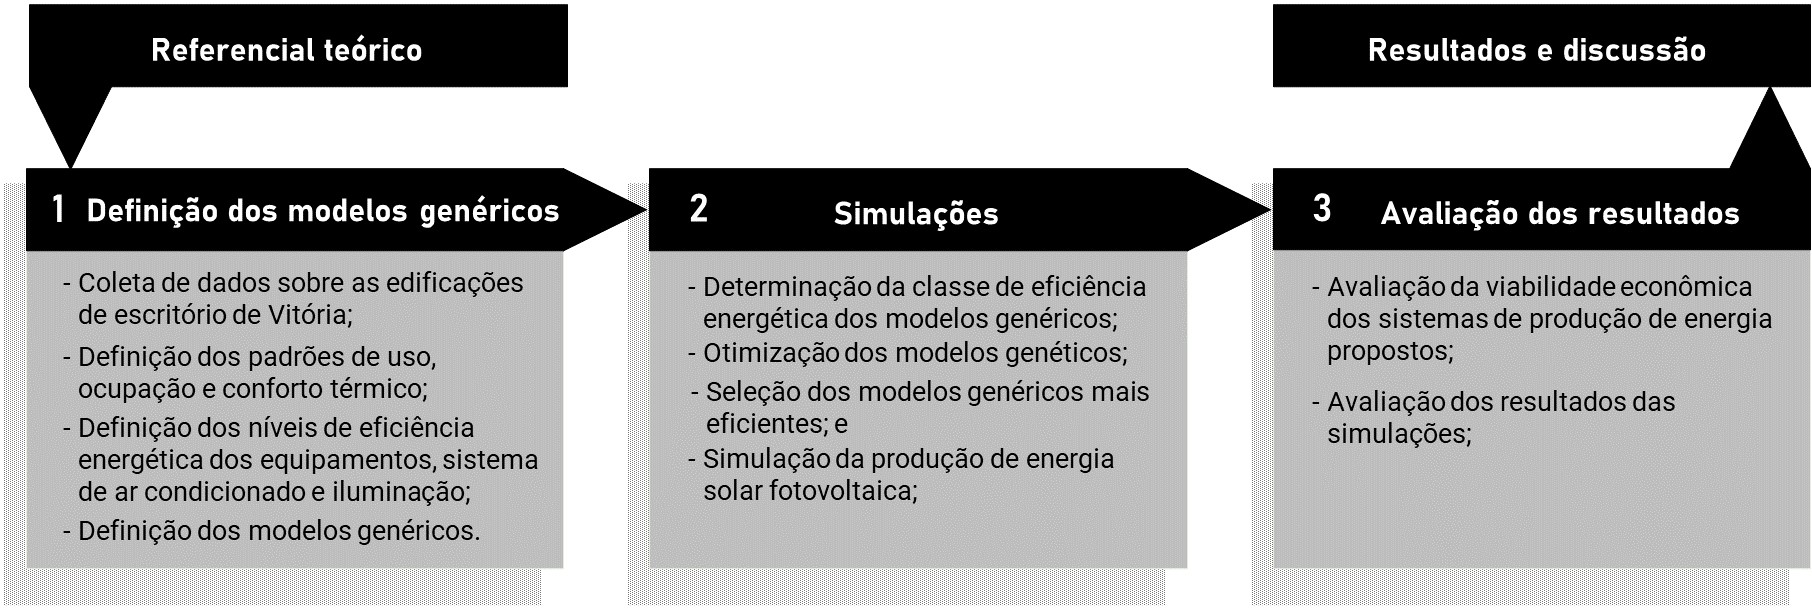 Referencial teórico
Resultados e discussão
1 Definição dos modelos genéricos
- Coleta de dados sobre as edificações
de escritório de Vitória;
- Definição dos padrões de uso,
ocupação e conforto térmico;
- Definição dos níveis de eficiência
energética dos equipamentos, sistema
de ar condicionado e iluminação;
- Definição dos modelos genéricos.
2 Simulações
- Determinação da classe de eficiência
energética dos modelos genéricos;
- Otimização dos modelos genéticos;
- Seleção dos modelos genéricos mais
eficientes; e
- Simulação da produção de energia
solar fotovoltaica;
3 Avaliação dos resultados
- Avaliação da viabilidade econômica
dos sistemas de produção de energia
propostos;
- Avaliação dos resultados das
simulações;